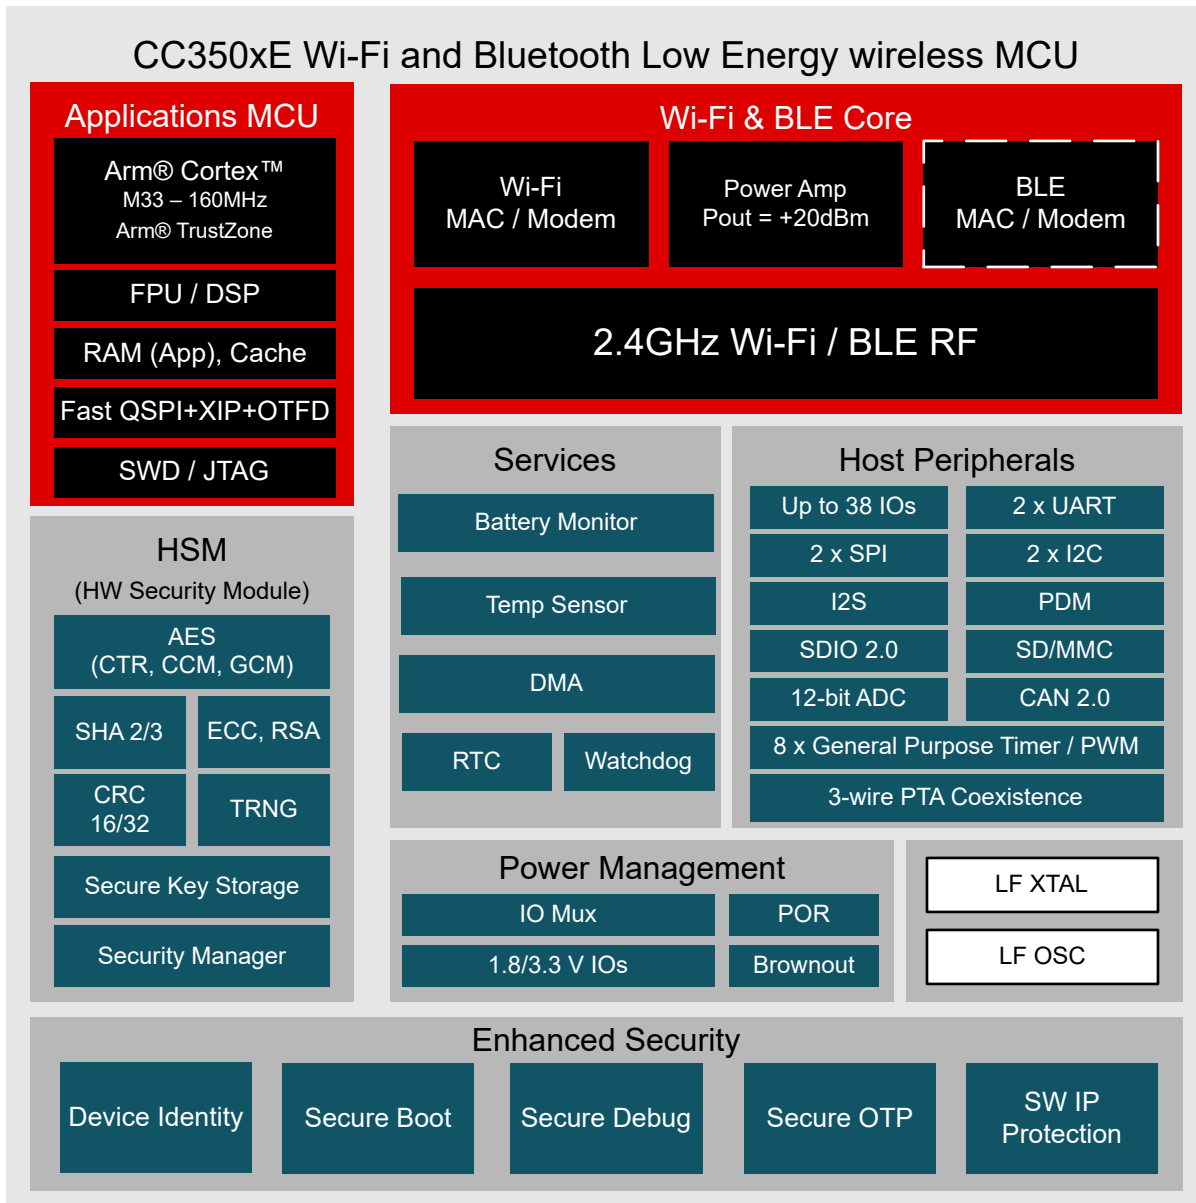 CC350xE Wi-Fi and Bluetooth Low Energy wireless MCU
Applications MCU
Arm® Cortex™
M33 – 160MHz
Arm® TrustZone
FPU / DSP
RAM (App), Cache
Fast QSPI+XIP+OTFD
SWD / JTAG
Wi-Fi & BLE Core
Wi-Fi
MAC / Modem
Power Amp
Pout = +20dBm
BLE
MAC / Modem
2.4GHz Wi-Fi / BLE RF
HSM
(HW Security Module)
AES
(CTR, CCM, GCM)
SHA 2/3
ECC, RSA
CRC
16/32
TRNG
Secure Key Storage
Security Manager
Services
Battery Monitor
Temp Sensor
DMA
RTC
Watchdog
Host Peripherals
Up to 38 IOs
2 x UART
2 x SPI
2 x I2C
I2S
PDM
SDIO 2.0
SD/MMC
12-bit ADC
CAN 2.0
8 x General Purpose Timer / PWM
3-wire PTA Coexistence
Power Management
IO Mux
POR
1.8/3.3 V IOs
Brownout
LF XTAL
LF OSC
Enhanced Security
Device Identity
Secure Boot
Secure Debug
Secure OTP
SW IP
Protection